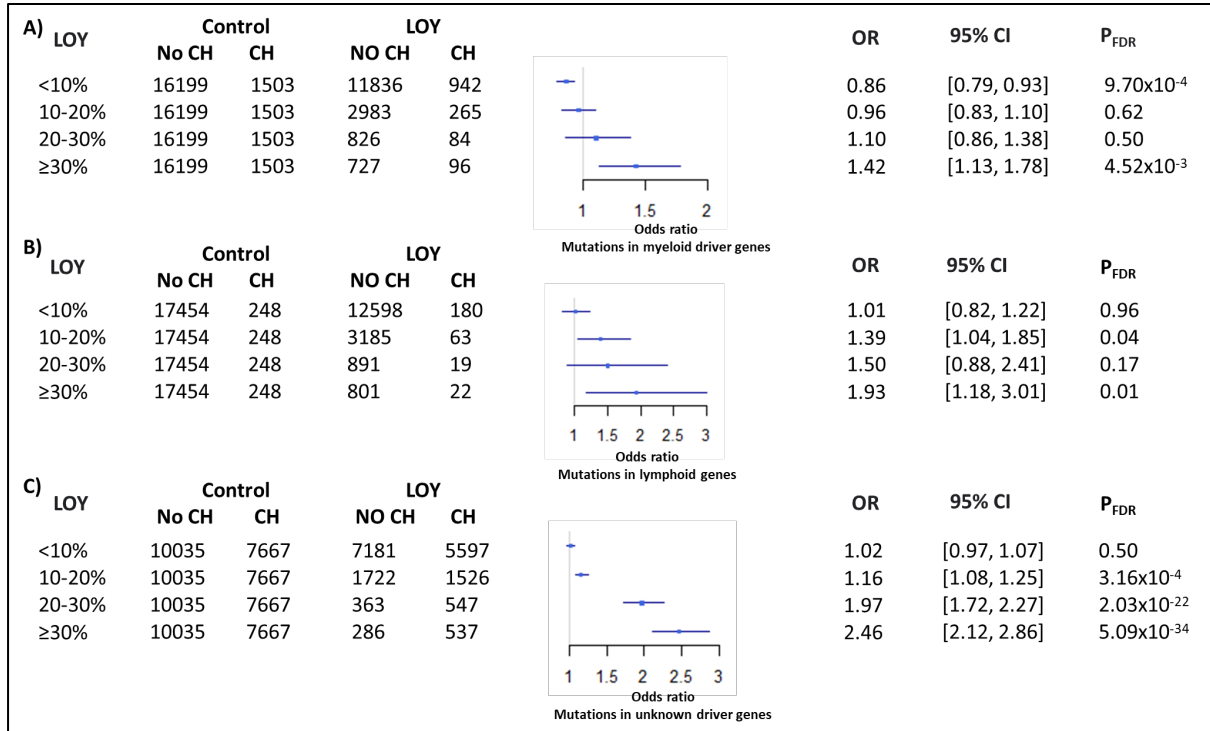 A) Control LOY
LOY OR 95% CI PFDR
No CH CH NO CH CH
<10% 16199 1503 11836 942 0.86 [0.79, 0.93] 9.70x10-4
10-20% 16199 1503 2983 265 0.96 [0.83, 1.10] 0.62
20-30% 16199 1503 826 84 1.10 [0.86, 1.38] 0.50
≥30% 16199 1503 727 96 1.42 [1.13, 1.78] 4.52x10-3
1 1.5 2
Odds ratio
Mutations in myeloid driver genes
B) Control LOY
LOY OR 95% CI PFDR
No CH CH NO CH CH
<10% 17454 248 12598 180 1.01 [0.82, 1.22] 0.96
10-20% 17454 248 3185 63 1.39 [1.04, 1.85] 0.04
20-30% 17454 248 891 19 1.50 [0.88, 2.41] 0.17
≥30% 17454 248 801 22 1.93 [1.18, 3.01] 0.01
1 1.5 2 2.5 3
Odds ratio
Mutations in lymphoid genes
C) Control LOY
LOY OR 95% CI PFDR
No CH CH NO CH CH
<10% 10035 7667 7181 5597 1.02 [0.97, 1.07] 0.50
10-20% 10035 7667 1722 1526 1.16 [1.08, 1.25] 3.16x10-4
20-30% 10035 7667 363 547 1.97 [1.72, 2.27] 2.03x10-22
≥30% 10035 7667 286 537 2.46 [2.12, 2.86] 5.09x10-34
1 1.5 2 2.5 3
Odds ratio
Mutations in unknown driver genes